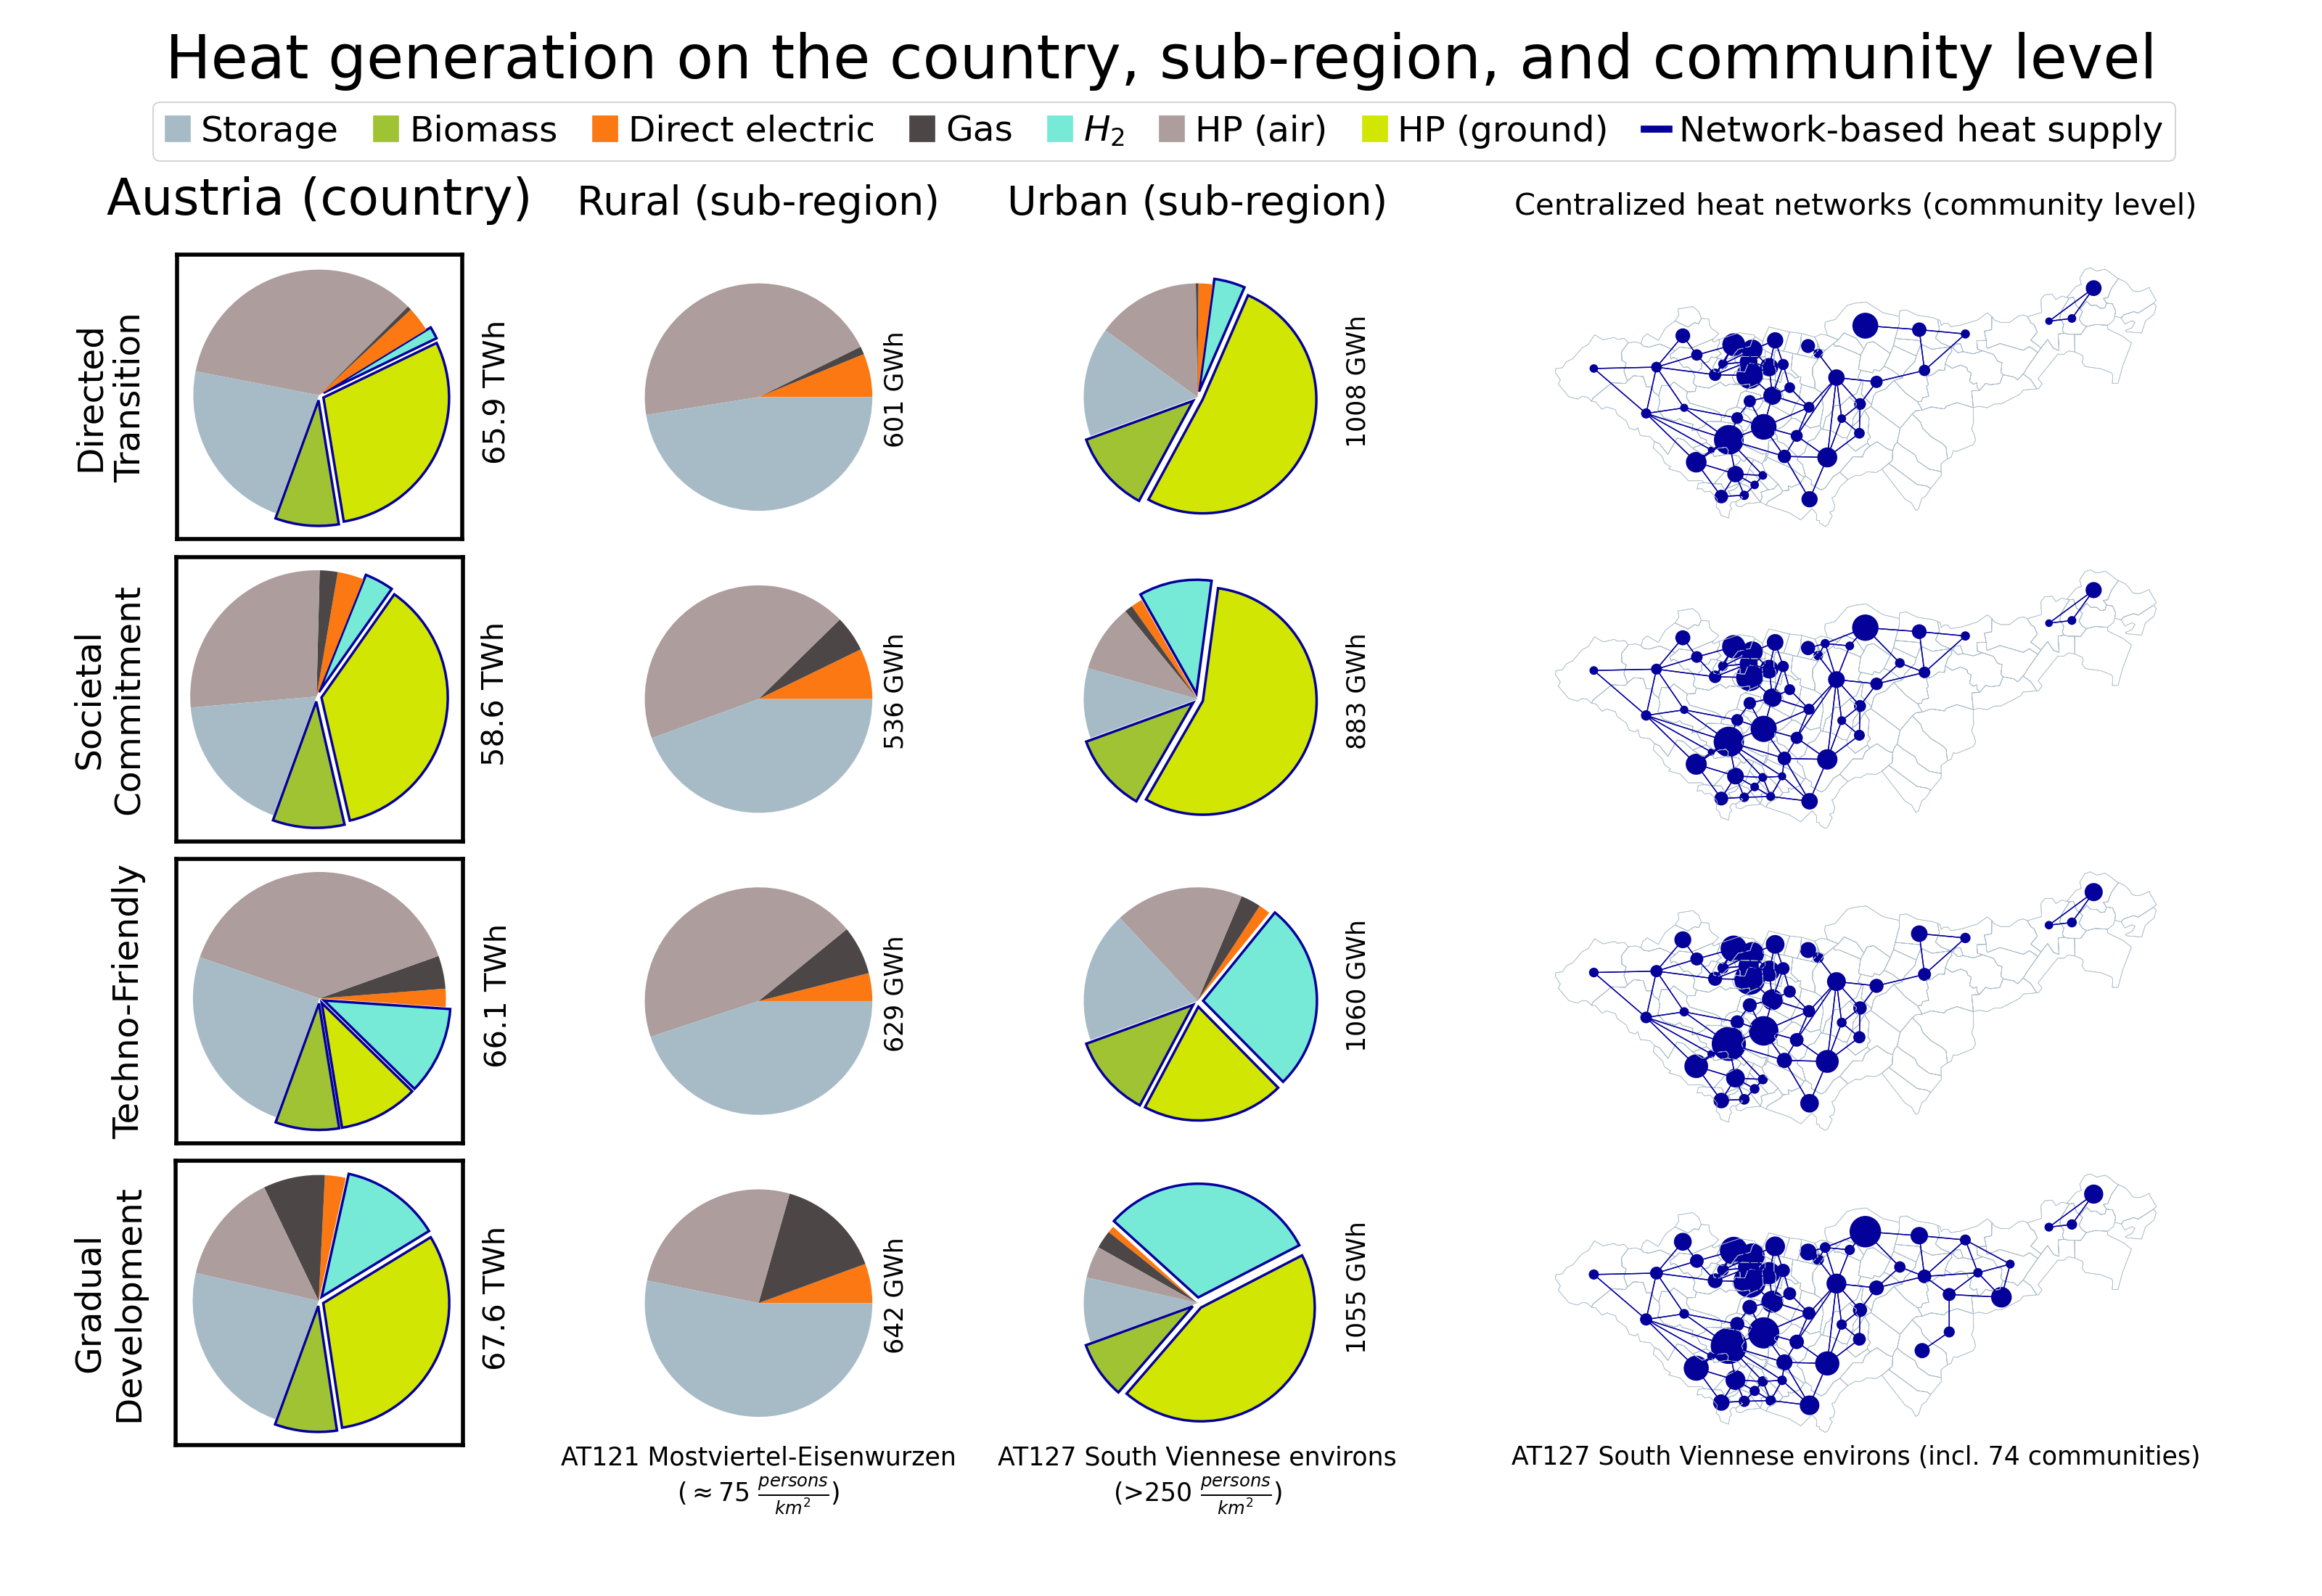 Heat generation on the country, sub-region, and community level
Storage Biomass Direct electric Gas H₂ HP (air) HP (ground) Network-based heat supply
Austria (country) Rural (sub-region) Urban (sub-region) Centralized heat networks (community level)
Directed
Transition
65.9 TWh
601 GWh
1008 GWh
Societal
Commitment
58.6 TWh
536 GWh
883 GWh
Techno-Friendly
66.1 TWh
629 GWh
1060 GWh
Gradual
Development
67.6 TWh
642 GWh
1055 GWh
AT121 Mostviertel-Eisenwurzen
(≈75 persons/km²)
AT127 South Viennese environs
(>250 persons/km²)
AT127 South Viennese environs (incl. 74 communities)